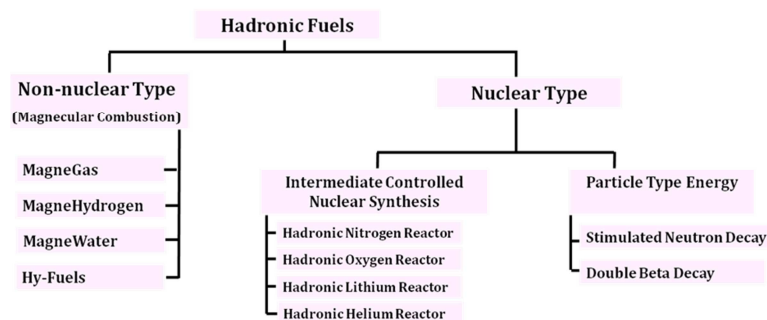 Hadronic Fuels
Non-nuclear Type
(Magnecular Combustion)
MagneGas
MagneHydrogen
MagneWater
Hy-Fuels
Nuclear Type
Intermediate Controlled
Nuclear Synthesis
Hadronic Nitrogen Reactor
Hadronic Oxygen Reactor
Hadronic Lithium Reactor
Hadronic Helium Reactor
Particle Type Energy
Stimulated Neutron Decay
Double Beta Decay